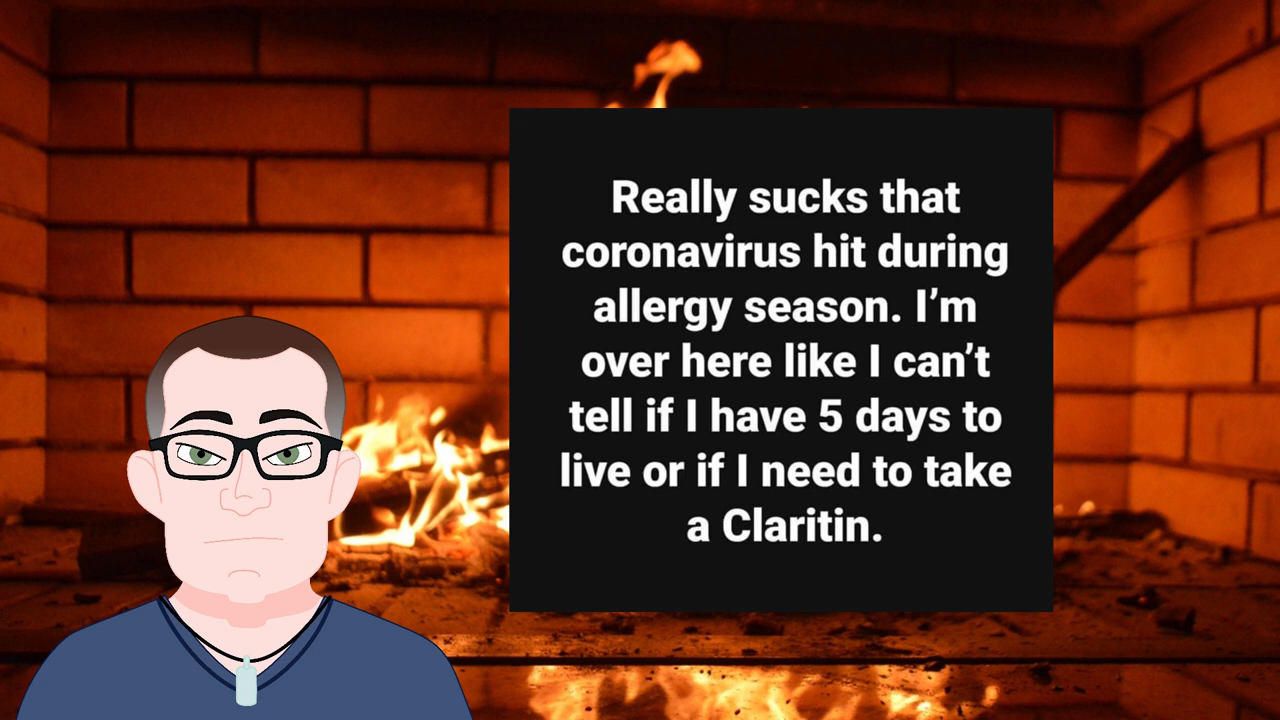 Really sucks that
coronavirus hit during
allergy season. I’m
over here like I can’t
tell if I have 5 days to
live or if I need to take
a Claritin.